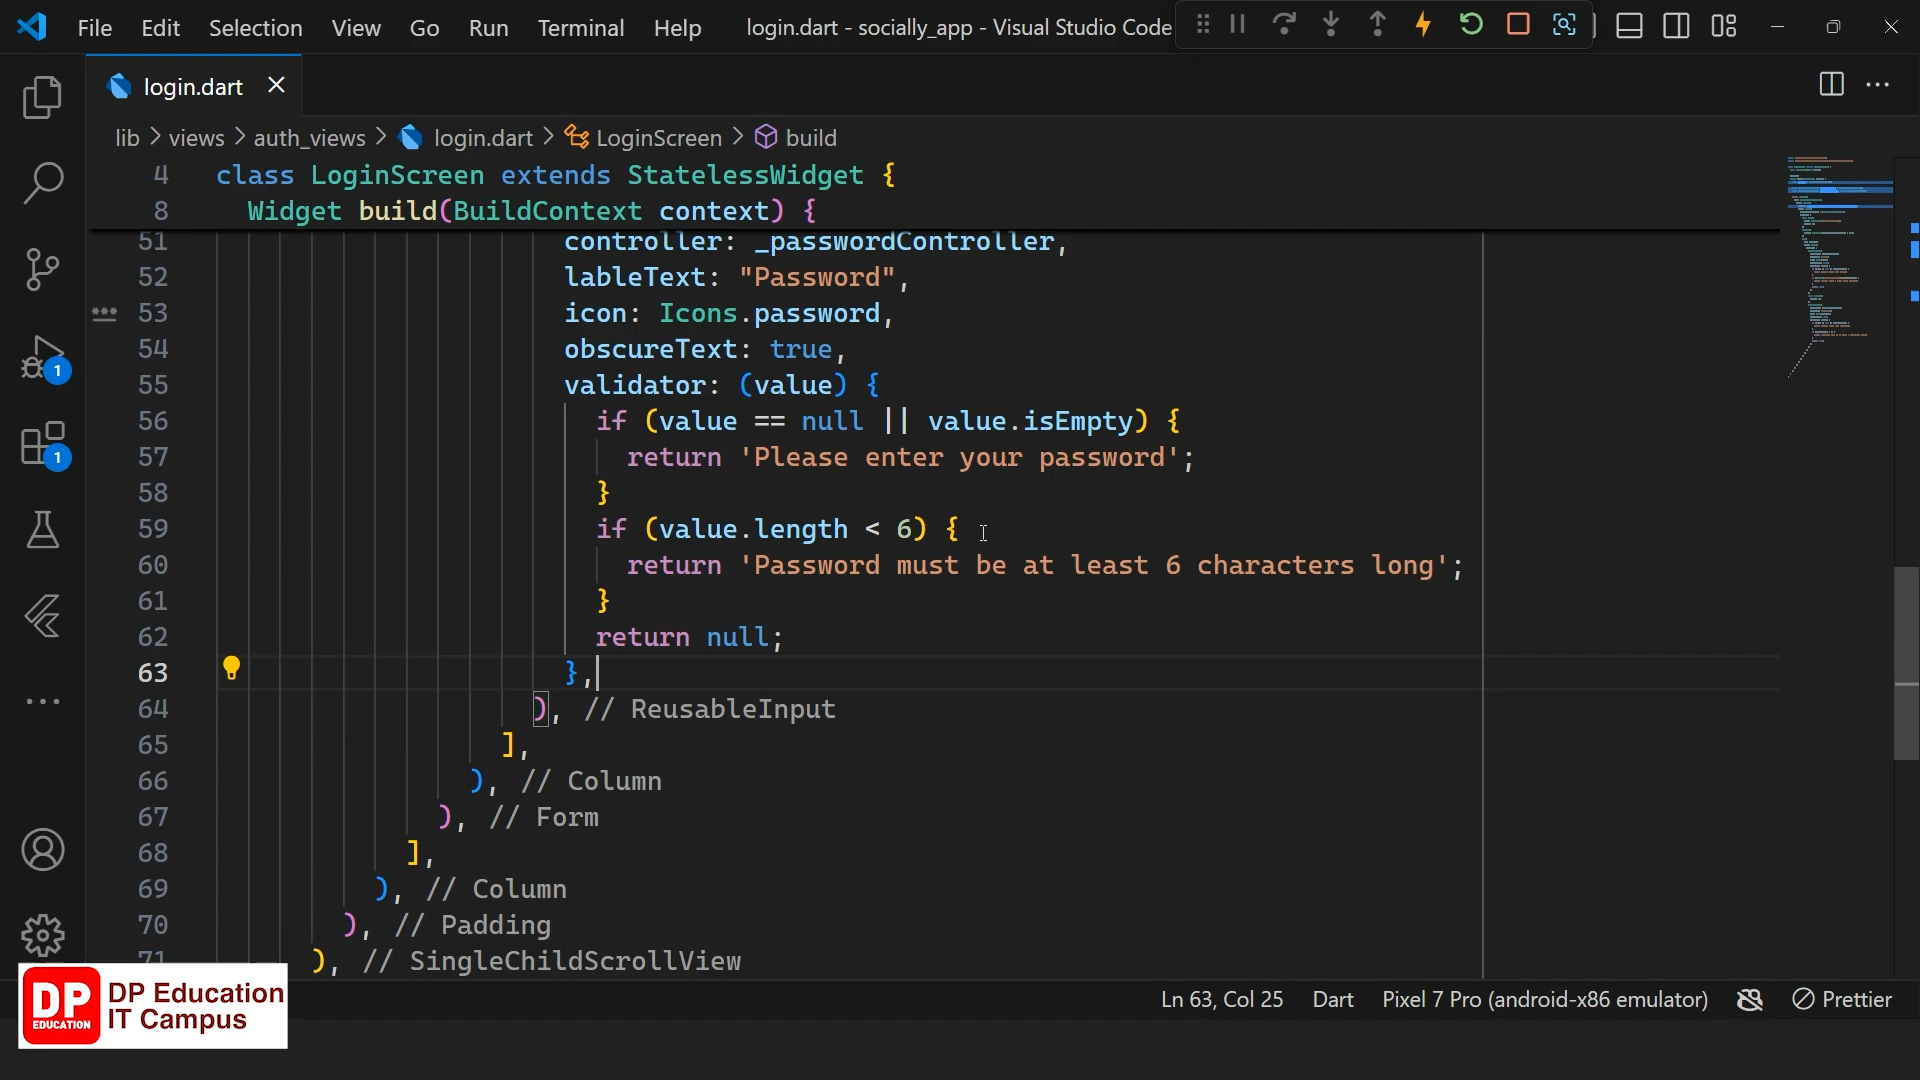 File Edit Selection View Go Run Terminal Help login.dart - socially_app - Visual Studio Code
login.dart
lib > views > auth_views > login.dart > LoginScreen > build
4 class LoginScreen extends StatelessWidget {
8 Widget build(BuildContext context) {
51 controller: _passwordController,
52 lableText: "Password",
53 icon: Icons.password,
54 obscureText: true,
55 validator: (value) {
56 if (value == null || value.isEmpty) {
57 return 'Please enter your password';
58 }
59 if (value.length < 6) {
60 return 'Password must be at least 6 characters long';
61 }
62 return null;
63 },
64 ), // ReusableInput
65 ],
66 ), // Column
67 ), // Form
68 ],
69 ), // Column
70 ), // Padding
71 ), // SingleChildScrollView
1
1
DP EDUCATION
DP Education
IT Campus
Ln 63, Col 25 Dart Pixel 7 Pro (android-x86 emulator) Prettier